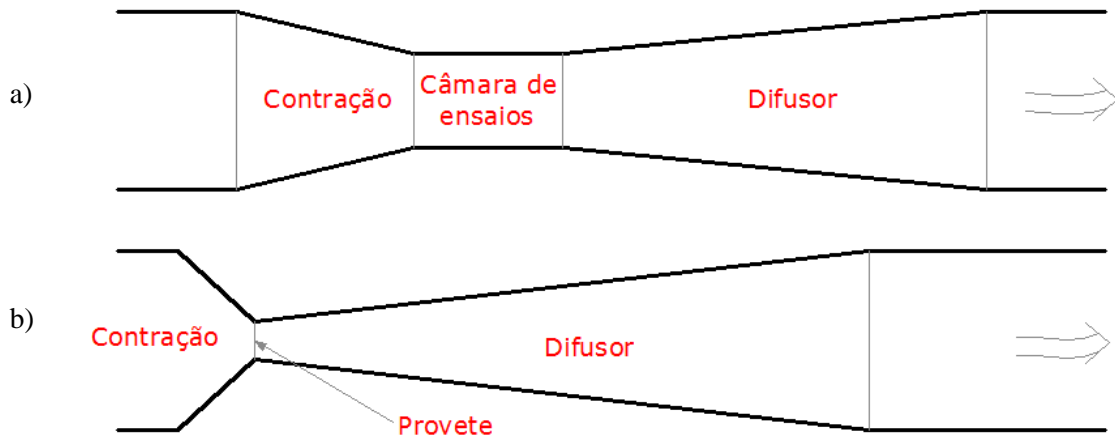 a)
Contração
Câmara de
ensaios
Difusor
b)
Contração
Difusor
Provete